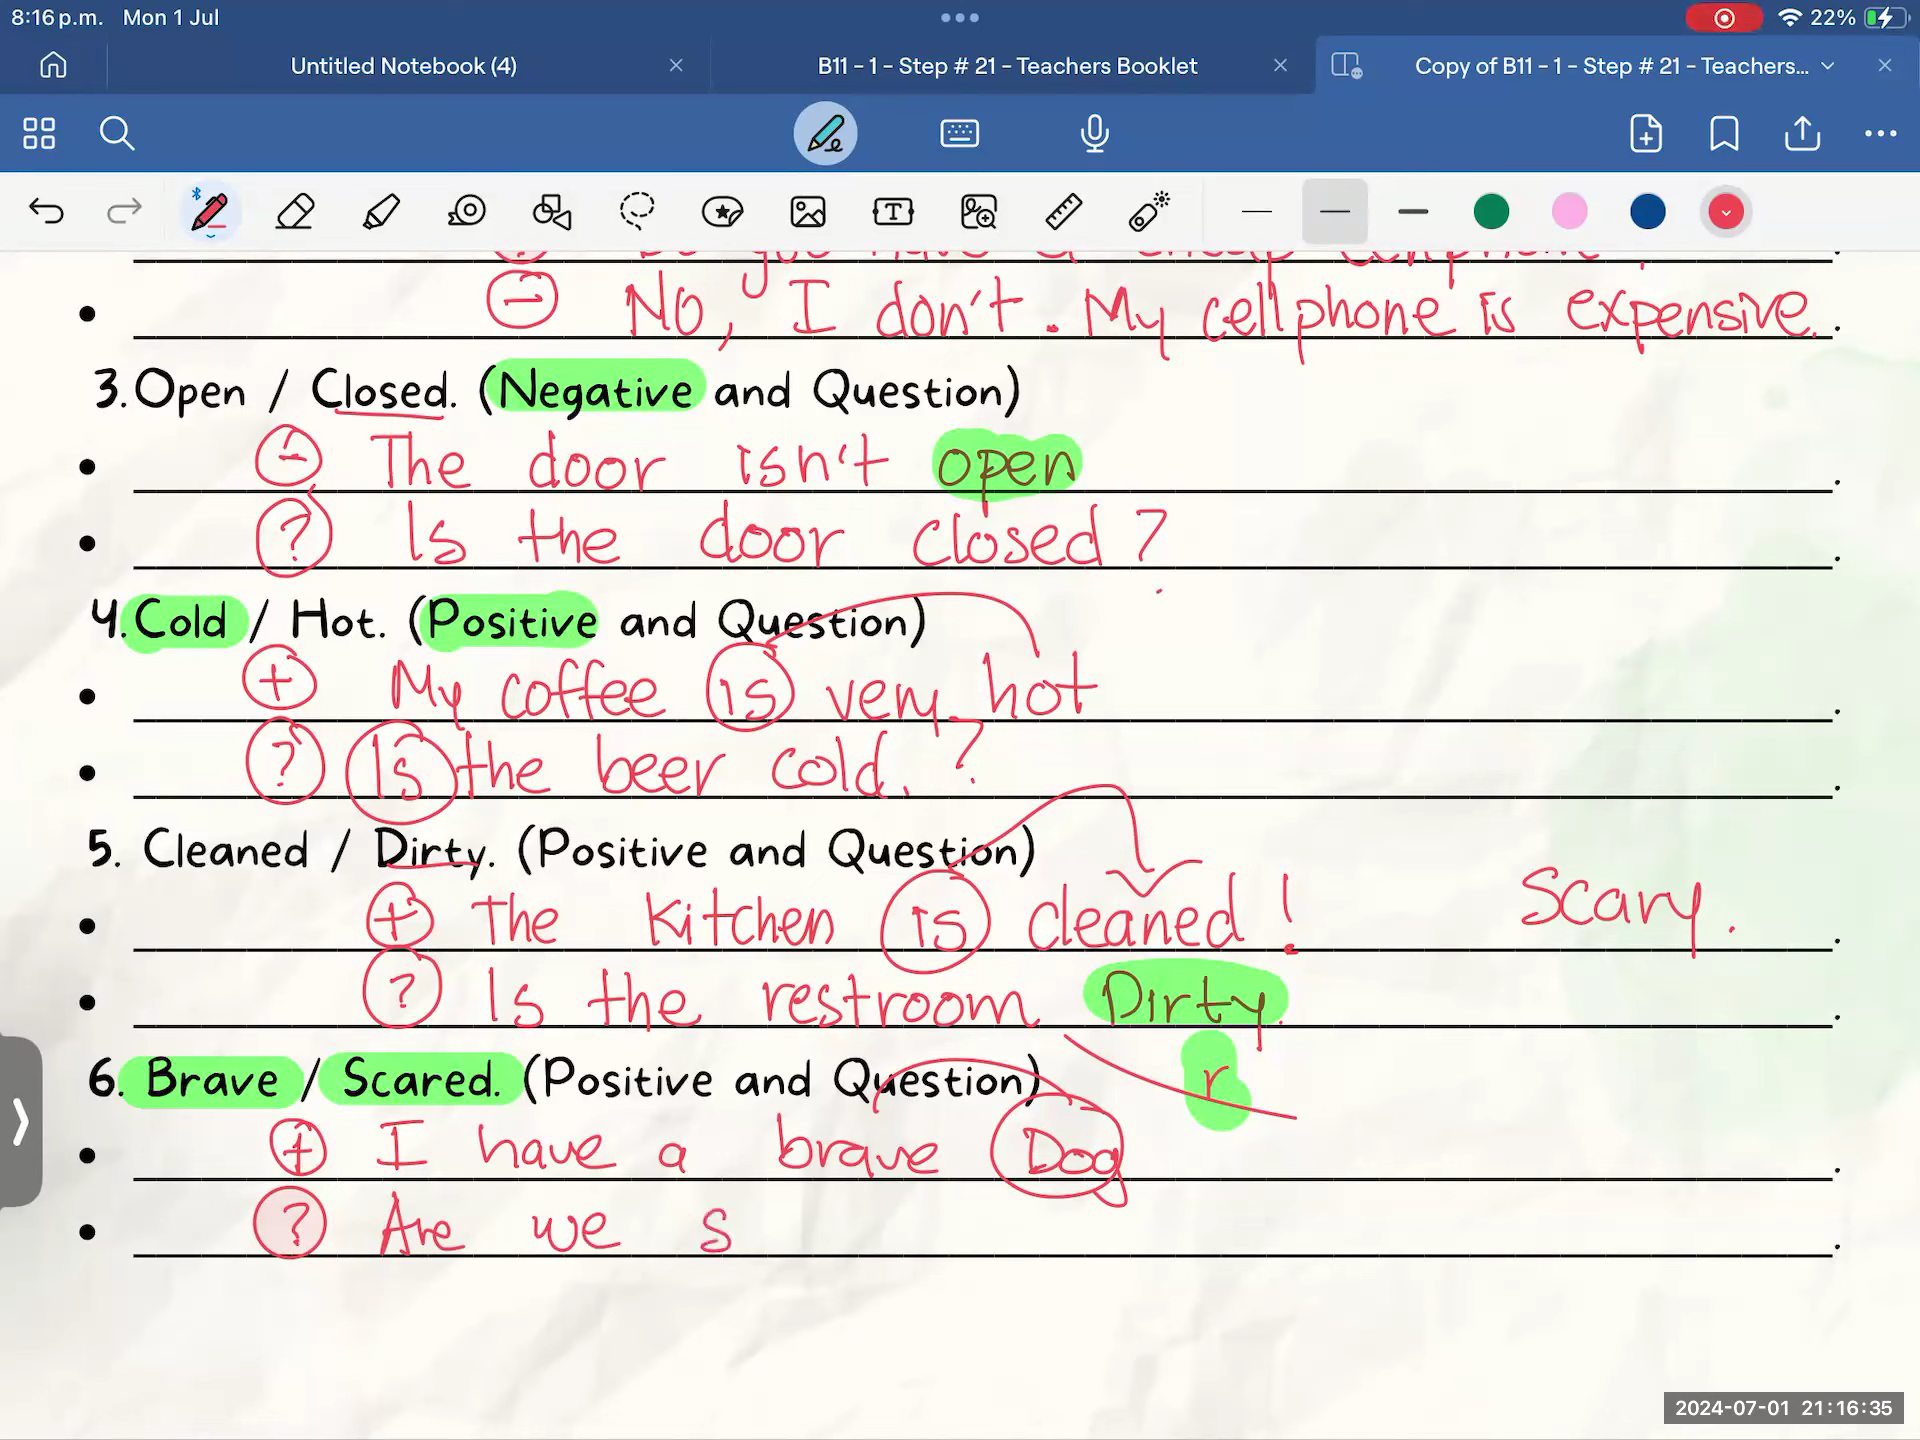 8:16 p.m. Mon 1 Jul
22%
Untitled Notebook (4)
B11 - 1 - Step # 21 - Teachers Booklet
Copy of B11 - 1 - Step # 21 - Teachers...
- No, I don't. My cellphone is expensive.
3. Open / Closed. (Negative and Question)
- The door isn't open
? Is the door closed?
4. Cold / Hot. (Positive and Question)
+ My coffee is very hot
? Is the beer cold. ?
5. Cleaned / Dirty. (Positive and Question)
+ The Kitchen is cleaned!
Scary.
? Is the restroom Dirty.
r
6. Brave / Scared. (Positive and Question)
+ I have a brave Dog
? Are we s
2024-07-01 21:16:35